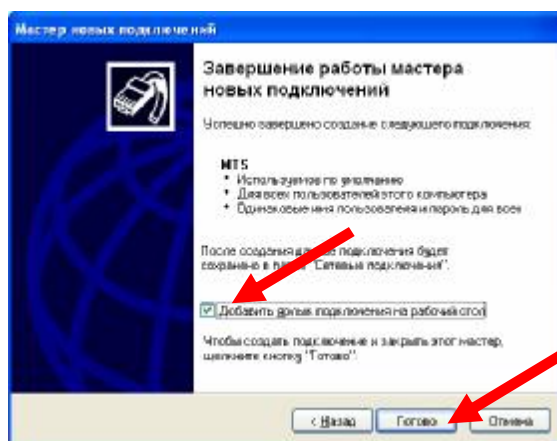 Мастер новых подключений
Завершение работы мастера
новых подключений
Успешно завершено создание следующего подключения:
MTS
• Используемое по умолчанию
• Для всех пользователей этого компьютера
• Одинаковые имя пользователя и пароль для всех
После создания данное подключения будет
сохранено в папке "Сетевые подключения".
Добавить ярлык подключения на рабочий стол
Чтобы создать подключение и закрыть этот мастер,
щелкните кнопку "Готово".
< Назад
Готово
Отмена